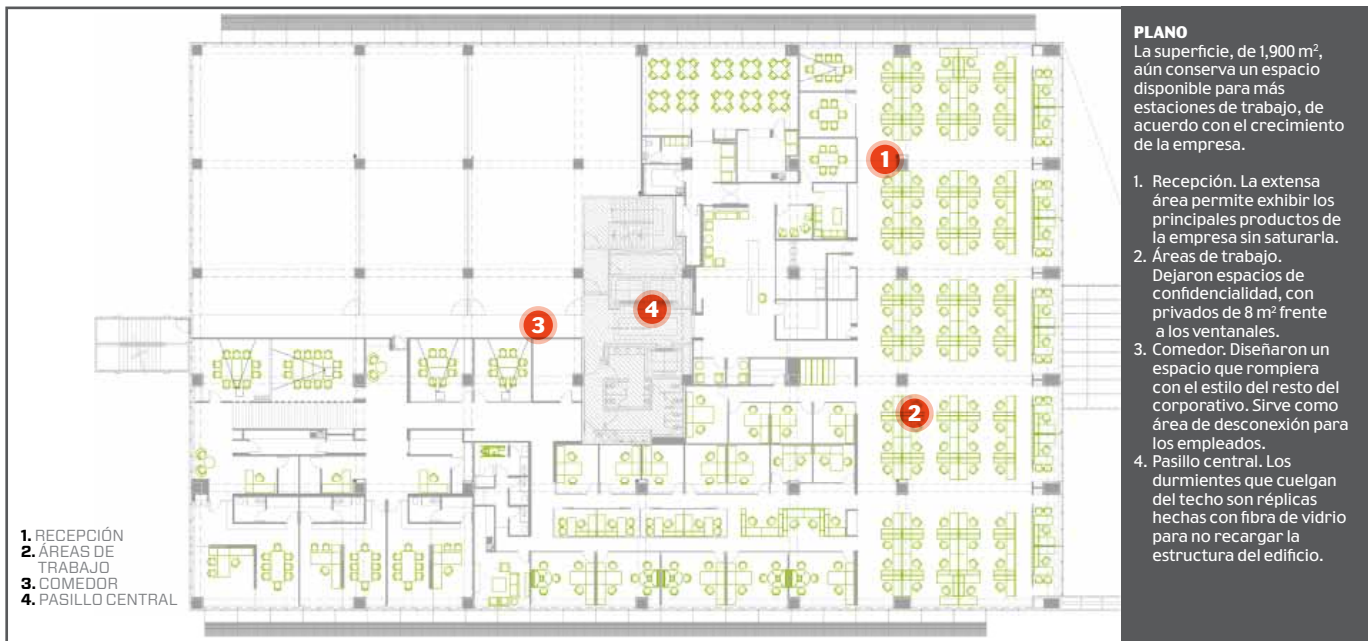 1
2
3
4
1. RECEPCIÓN
2. ÁREAS DE
TRABAJO
3. COMEDOR
4. PASILLO CENTRAL
PLANO
La superficie, de 1,900 m²,
aún conserva un espacio
disponible para más
estaciones de trabajo, de
acuerdo con el crecimiento
de la empresa.
1. Recepción. La extensa
área permite exhibir los
principales productos de
la empresa sin saturarla.
2. Áreas de trabajo.
Dejaron espacios de
confidencialidad, con
privados de 8 m² frente
a los ventanales.
3. Comedor. Diseñaron un
espacio que rompiera
con el estilo del resto del
corporativo. Sirve como
área de desconexión para
los empleados.
4. Pasillo central. Los
durmientes que cuelgan
del techo son réplicas
hechas con fibra de vidrio
para no recargar la
estructura del edificio.